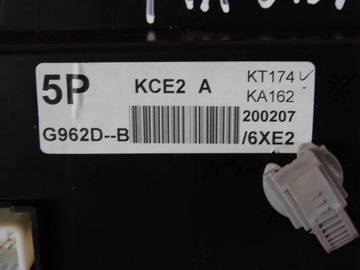 5P KCE2 A KT174
KA162
200207
G962D--B /6XE2